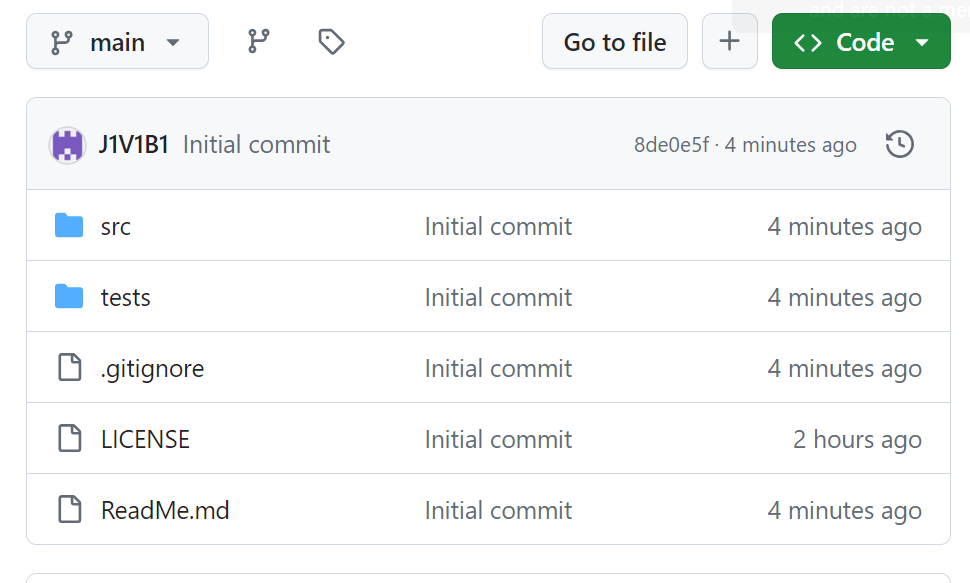 and are not a me
main
Go to file
Code
J1V1B1 Initial commit 8de0e5f · 4 minutes ago
src Initial commit 4 minutes ago
tests Initial commit 4 minutes ago
.gitignore Initial commit 4 minutes ago
LICENSE Initial commit 2 hours ago
ReadMe.md Initial commit 4 minutes ago